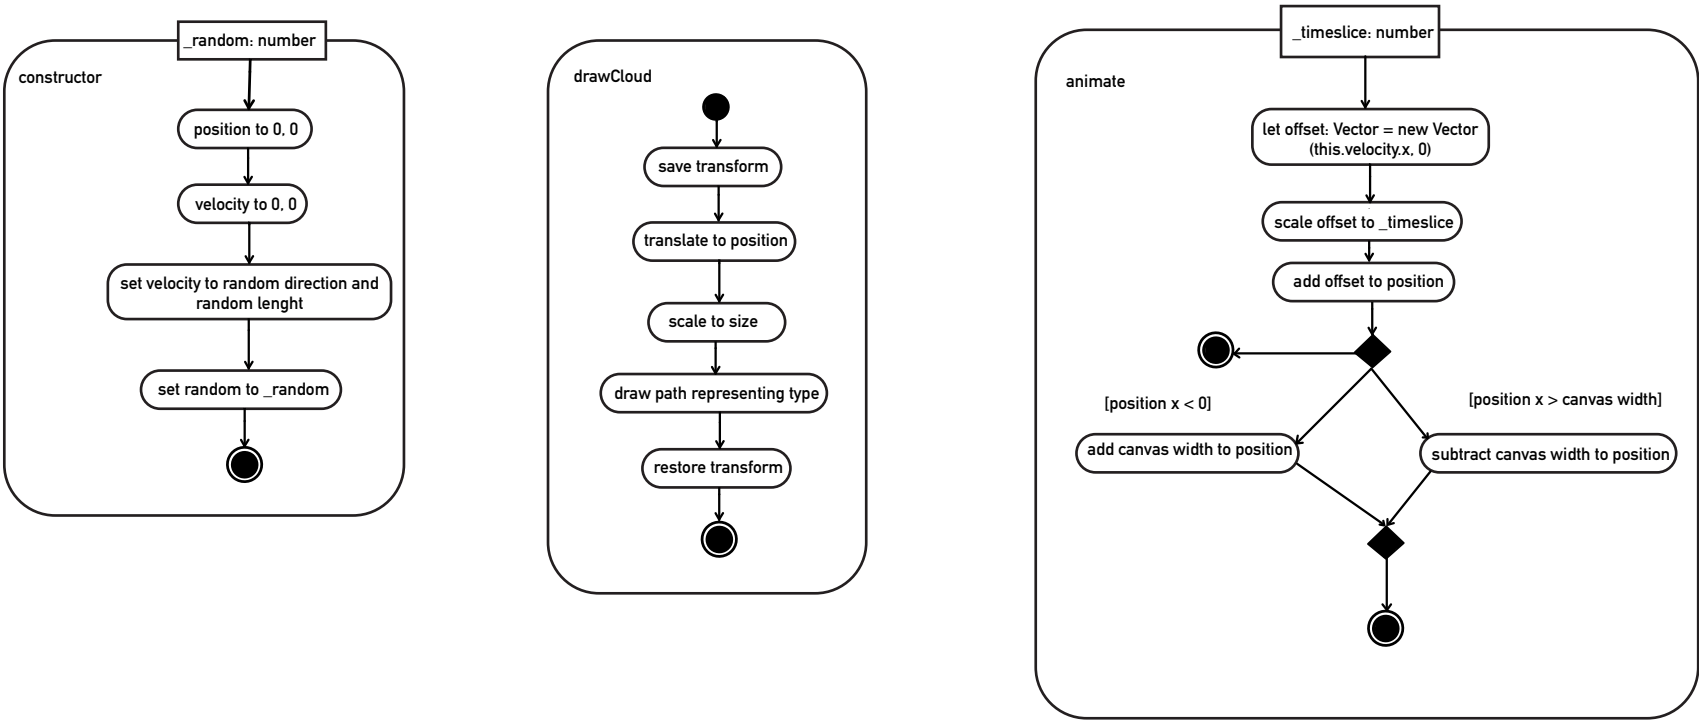 _random: number
constructor
position to 0, 0
velocity to 0, 0
set velocity to random direction and
random lenght
set random to _random
drawCloud
save transform
translate to position
scale to size
draw path representing type
restore transform
_timeslice: number
animate
let offset: Vector = new Vector
(this.velocity.x, 0)
scale offset to _timeslice
add offset to position
[position x < 0]
[position x > canvas width]
add canvas width to position
subtract canvas width to position